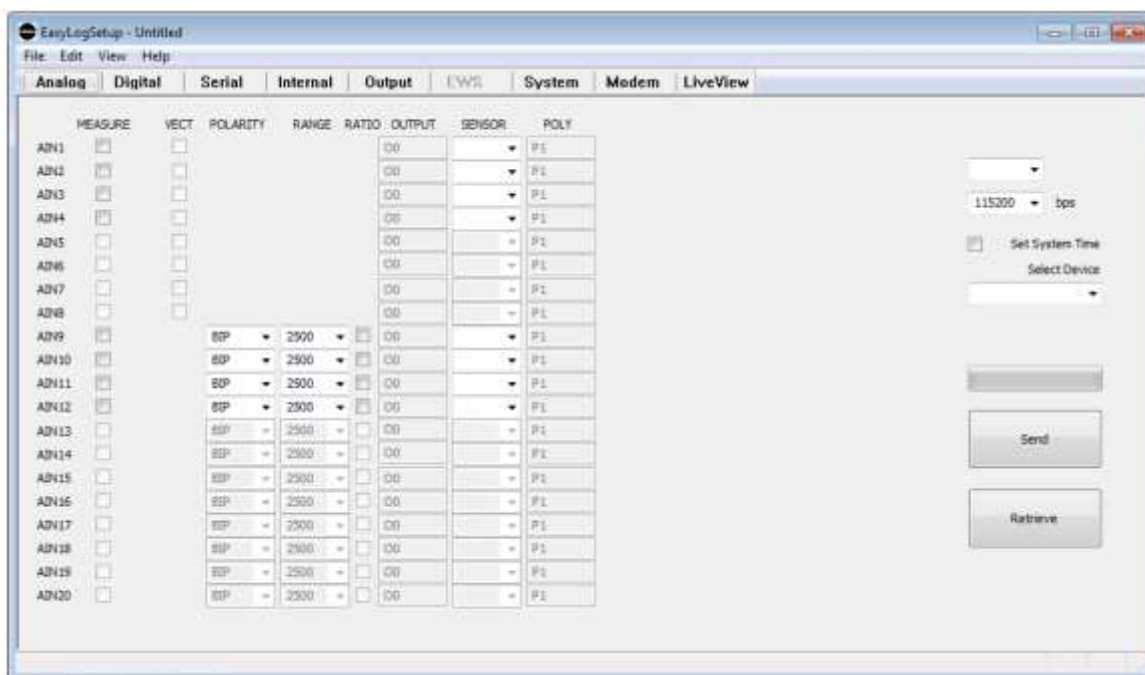 EasyLogSetup - Untitled
File Edit View Help
Analog Digital Serial Internal Output EWS System Modem LiveView
MEASURE VECT POLARITY RANGE RATIO OUTPUT SENSOR POLY
AIN1 O0 P1
AIN2 O0 P1
AIN3 O0 P1
AIN4 O0 P1
AIN5 O0 P1
AIN6 O0 P1
AIN7 O0 P1
AIN8 O0 P1
AIN9 BIP 2500 O0 P1
AIN10 BIP 2500 O0 P1
AIN11 BIP 2500 O0 P1
AIN12 BIP 2500 O0 P1
AIN13 BIP 2500 O0 P1
AIN14 BIP 2500 O0 P1
AIN15 BIP 2500 O0 P1
AIN16 BIP 2500 O0 P1
AIN17 BIP 2500 O0 P1
AIN18 BIP 2500 O0 P1
AIN19 BIP 2500 O0 P1
AIN20 BIP 2500 O0 P1
115200 bps
Set System Time
Select Device
Send
Retrieve